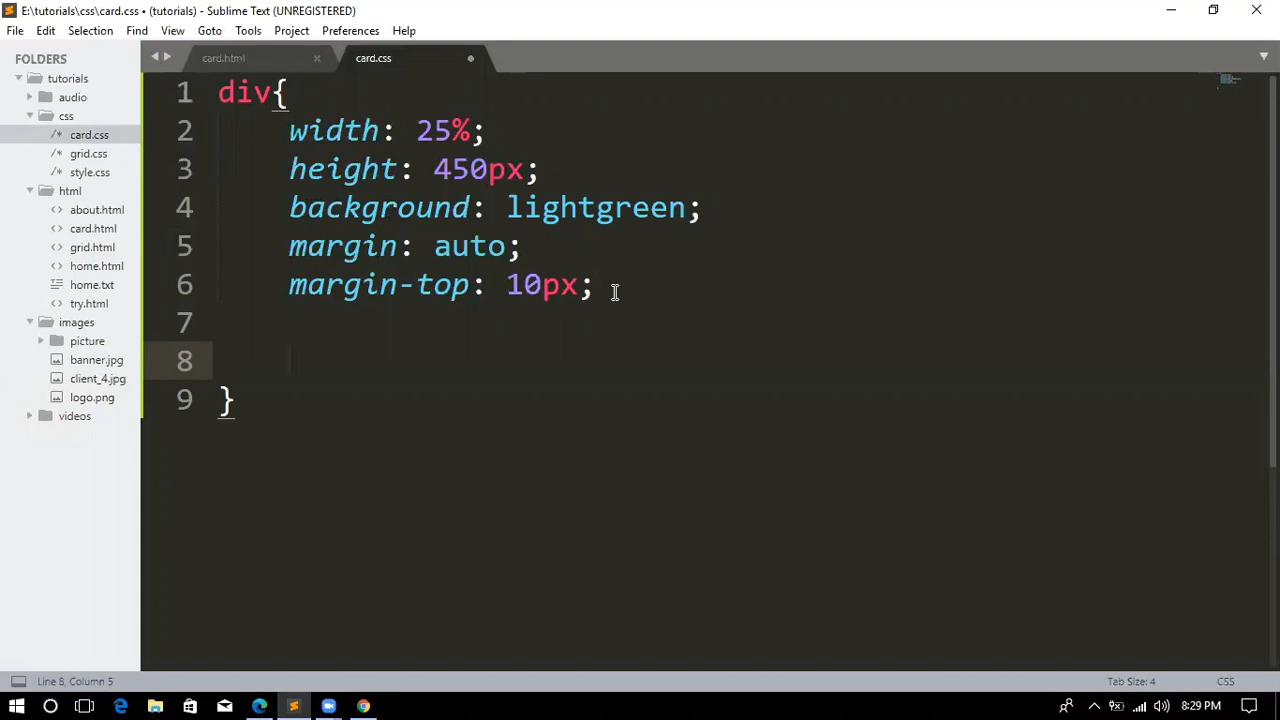 E:\tutorials\css\card.css • (tutorials) - Sublime Text (UNREGISTERED)
File Edit Selection Find View Goto Tools Project Preferences Help
FOLDERS
tutorials
audio
css
/* card.css
/* grid.css
/* style.css
html
<> about.html
<> card.html
<> grid.html
<> home.html
home.txt
<> try.html
images
picture
banner.jpg
client_4.jpg
logo.png
videos
card.html ×
card.css
1 div{
2 width: 25%;
3 height: 450px;
4 background: lightgreen;
5 margin: auto;
6 margin-top: 10px;
7
8
9 }
Line 8, Column 5 Tab Size: 4 CSS
8:29 PM